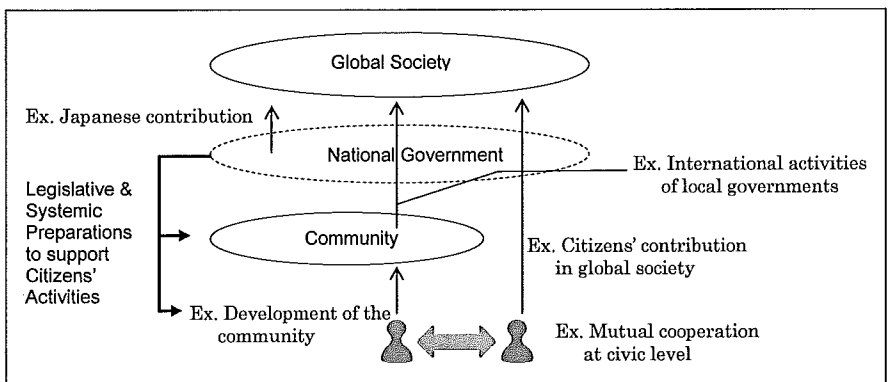 Global Society
Ex. Japanese contribution
National Government
Ex. International activities
of local governments
Legislative &
Systemic
Preparations
to support
Citizens'
Activities
Community
Ex. Citizens' contribution
in global society
Ex. Development of the
community
Ex. Mutual cooperation
at civic level